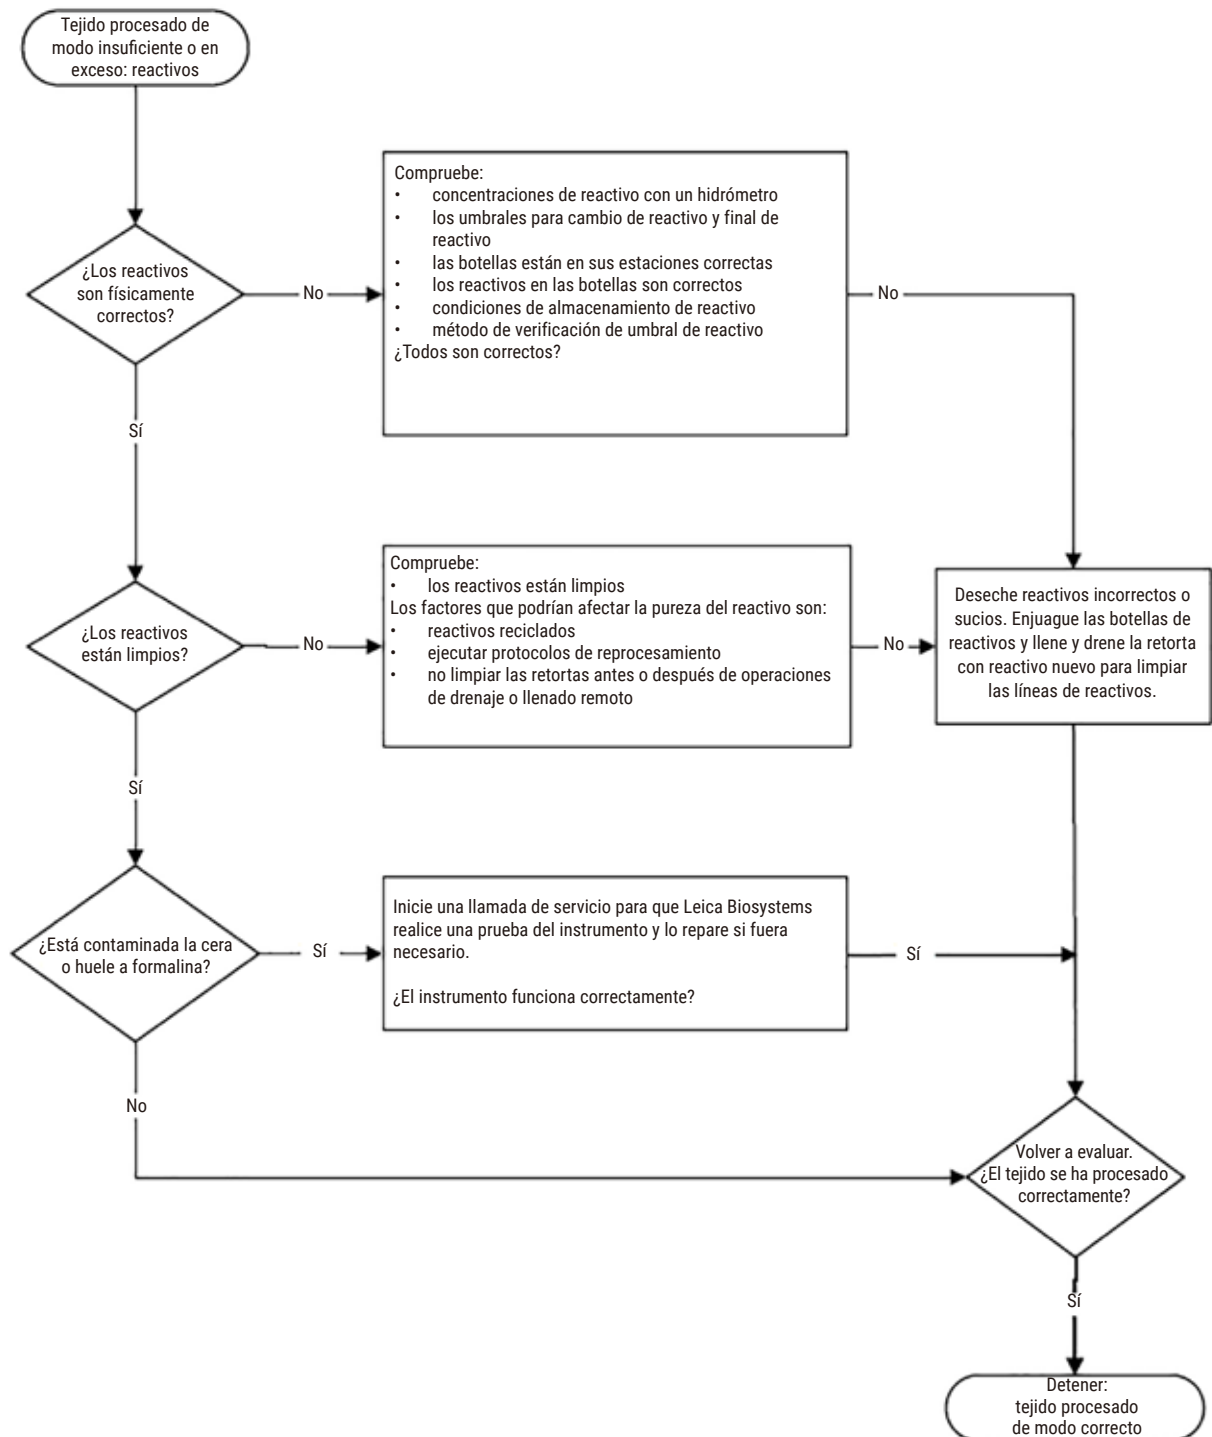 Tejido procesado de
modo insuficiente o en
exceso: reactivos
Compruebe:
• concentraciones de reactivo con un hidrómetro
• los umbrales para cambio de reactivo y final de
reactivo
• las botellas están en sus estaciones correctas
• los reactivos en las botellas son correctos
• condiciones de almacenamiento de reactivo
• método de verificación de umbral de reactivo
¿Todos son correctos?
¿Los reactivos
son físicamente
correctos?
No
No
Sí
Compruebe:
• los reactivos están limpios
Los factores que podrían afectar la pureza del reactivo son:
• reactivos reciclados
• ejecutar protocolos de reprocesamiento
• no limpiar las retortas antes o después de operaciones
de drenaje o llenado remoto
¿Los reactivos
están limpios?
No
No
Deseche reactivos incorrectos o
sucios. Enjuague las botellas de
reactivos y llene y drene la retorta
con reactivo nuevo para limpiar
las líneas de reactivos.
Sí
¿Está contaminada la cera
o huele a formalina?
Sí
Inicie una llamada de servicio para que Leica Biosystems
realice una prueba del instrumento y lo repare si fuera
necesario.
¿El instrumento funciona correctamente?
Sí
No
Volver a evaluar.
¿El tejido se ha procesado
correctamente?
Sí
Detener:
tejido procesado
de modo correcto